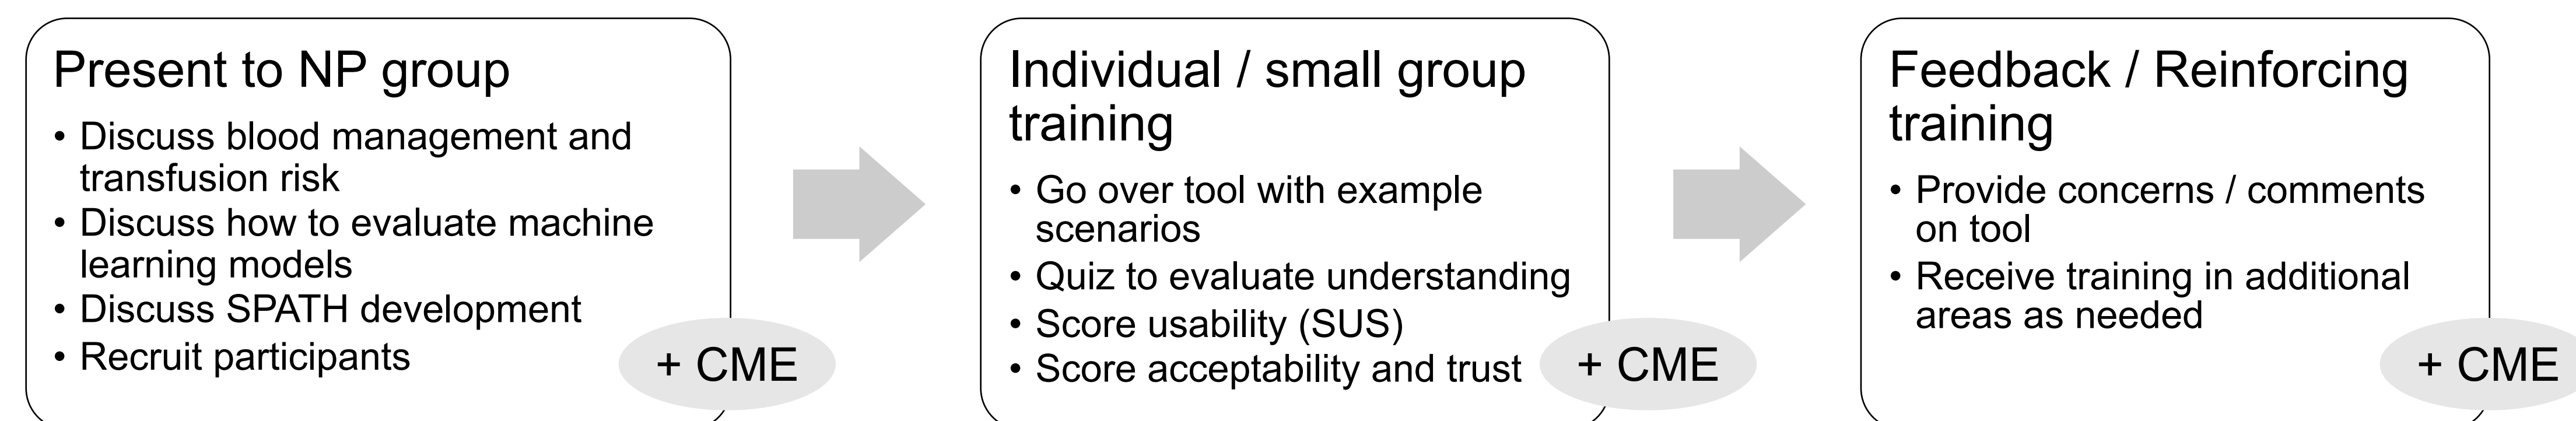 Present to NP group
• Discuss blood management and
transfusion risk
• Discuss how to evaluate machine
learning models
• Discuss SPATH development
• Recruit participants
+ CME
Individual / small group
training
• Go over tool with example
scenarios
• Quiz to evaluate understanding
• Score usability (SUS)
• Score acceptability and trust
+ CME
Feedback / Reinforcing
training
• Provide concerns / comments
on tool
• Receive training in additional
areas as needed
+ CME